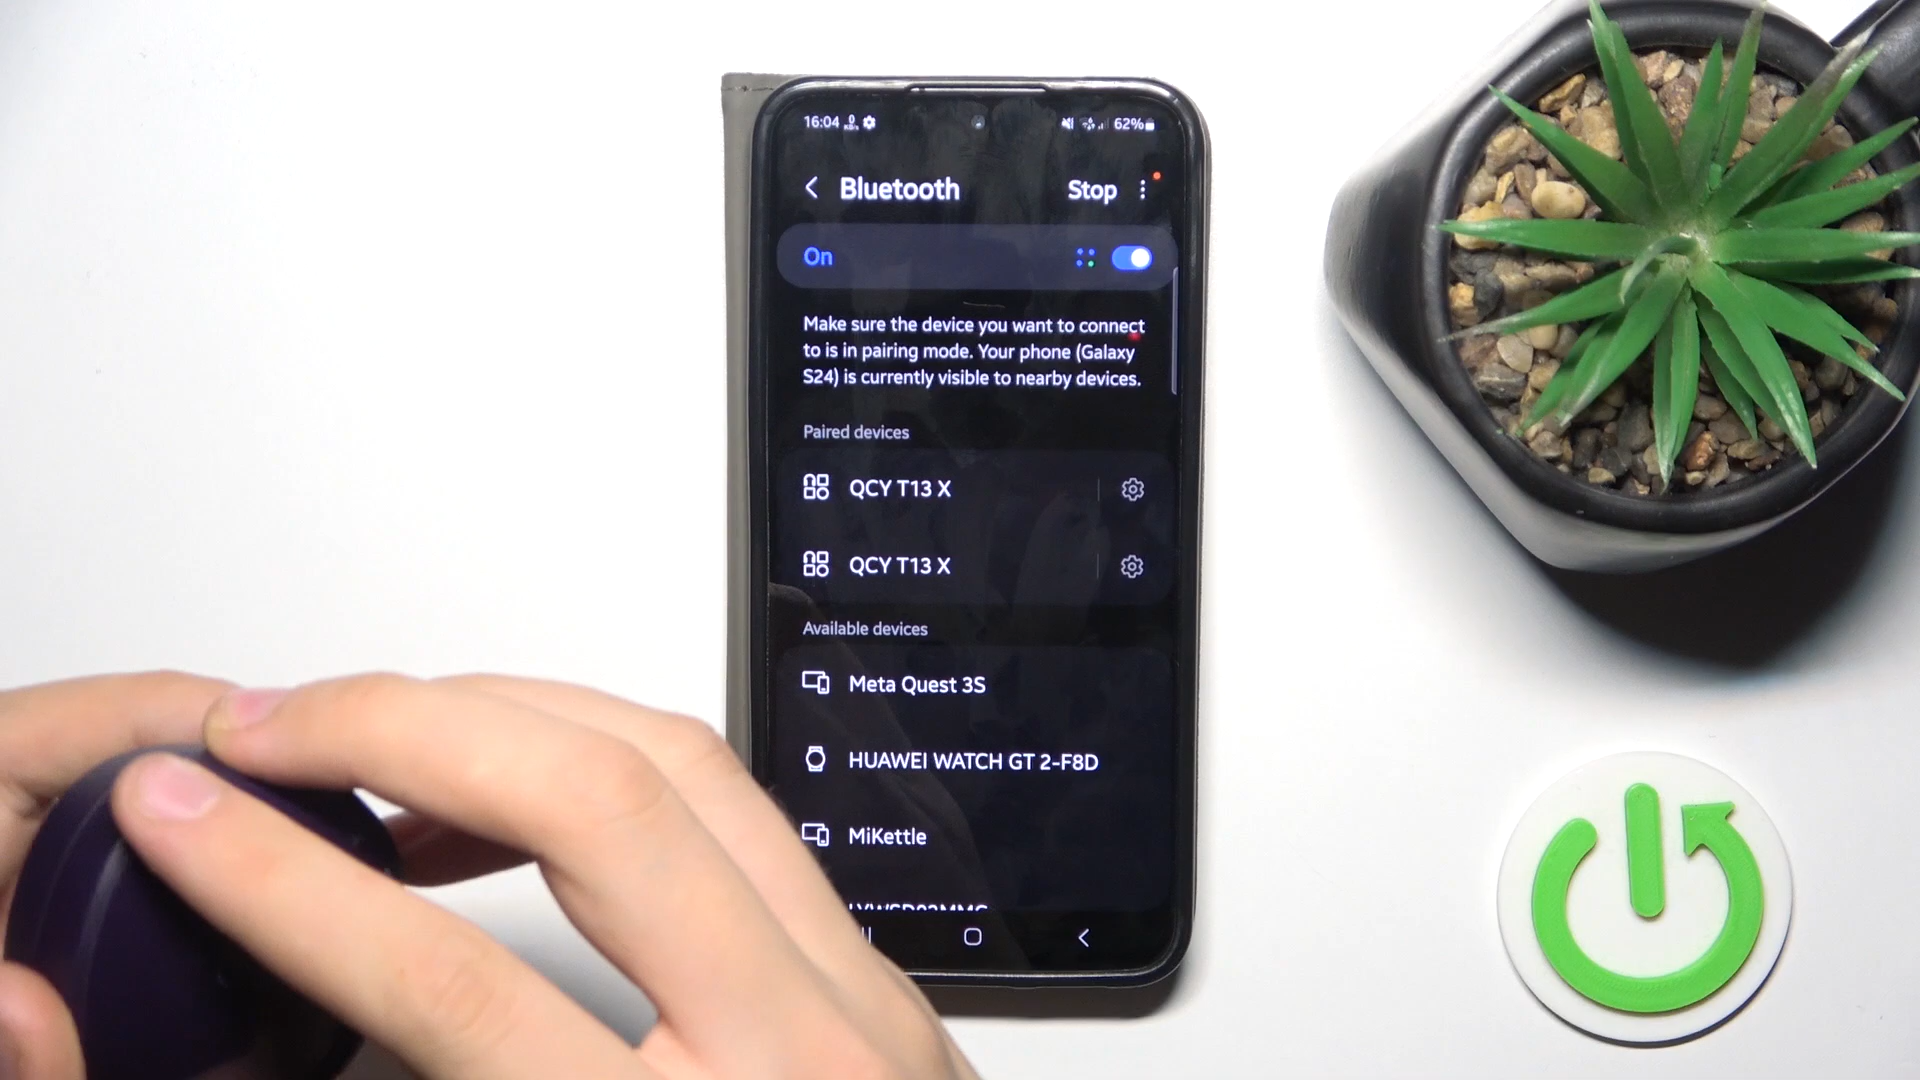 16:04 0 KB/s 62%
Bluetooth Stop
On
Make sure the device you want to connect
to is in pairing mode. Your phone (Galaxy
S24) is currently visible to nearby devices.
Paired devices
QCY T13 X
QCY T13 X
Available devices
Meta Quest 3S
HUAWEI WATCH GT 2-F8D
MiKettle